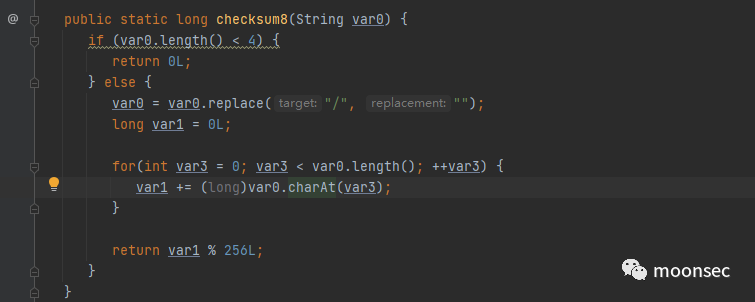 @ public static long checksum8(String var0) {
if (var0.length() < 4) {
return 0L;
} else {
var0 = var0.replace( target: "/", replacement: "");
long var1 = 0L;
for(int var3 = 0; var3 < var0.length(); ++var3) {
var1 += (long)var0.charAt(var3);
}
return var1 % 256L;
}
}
moonsec